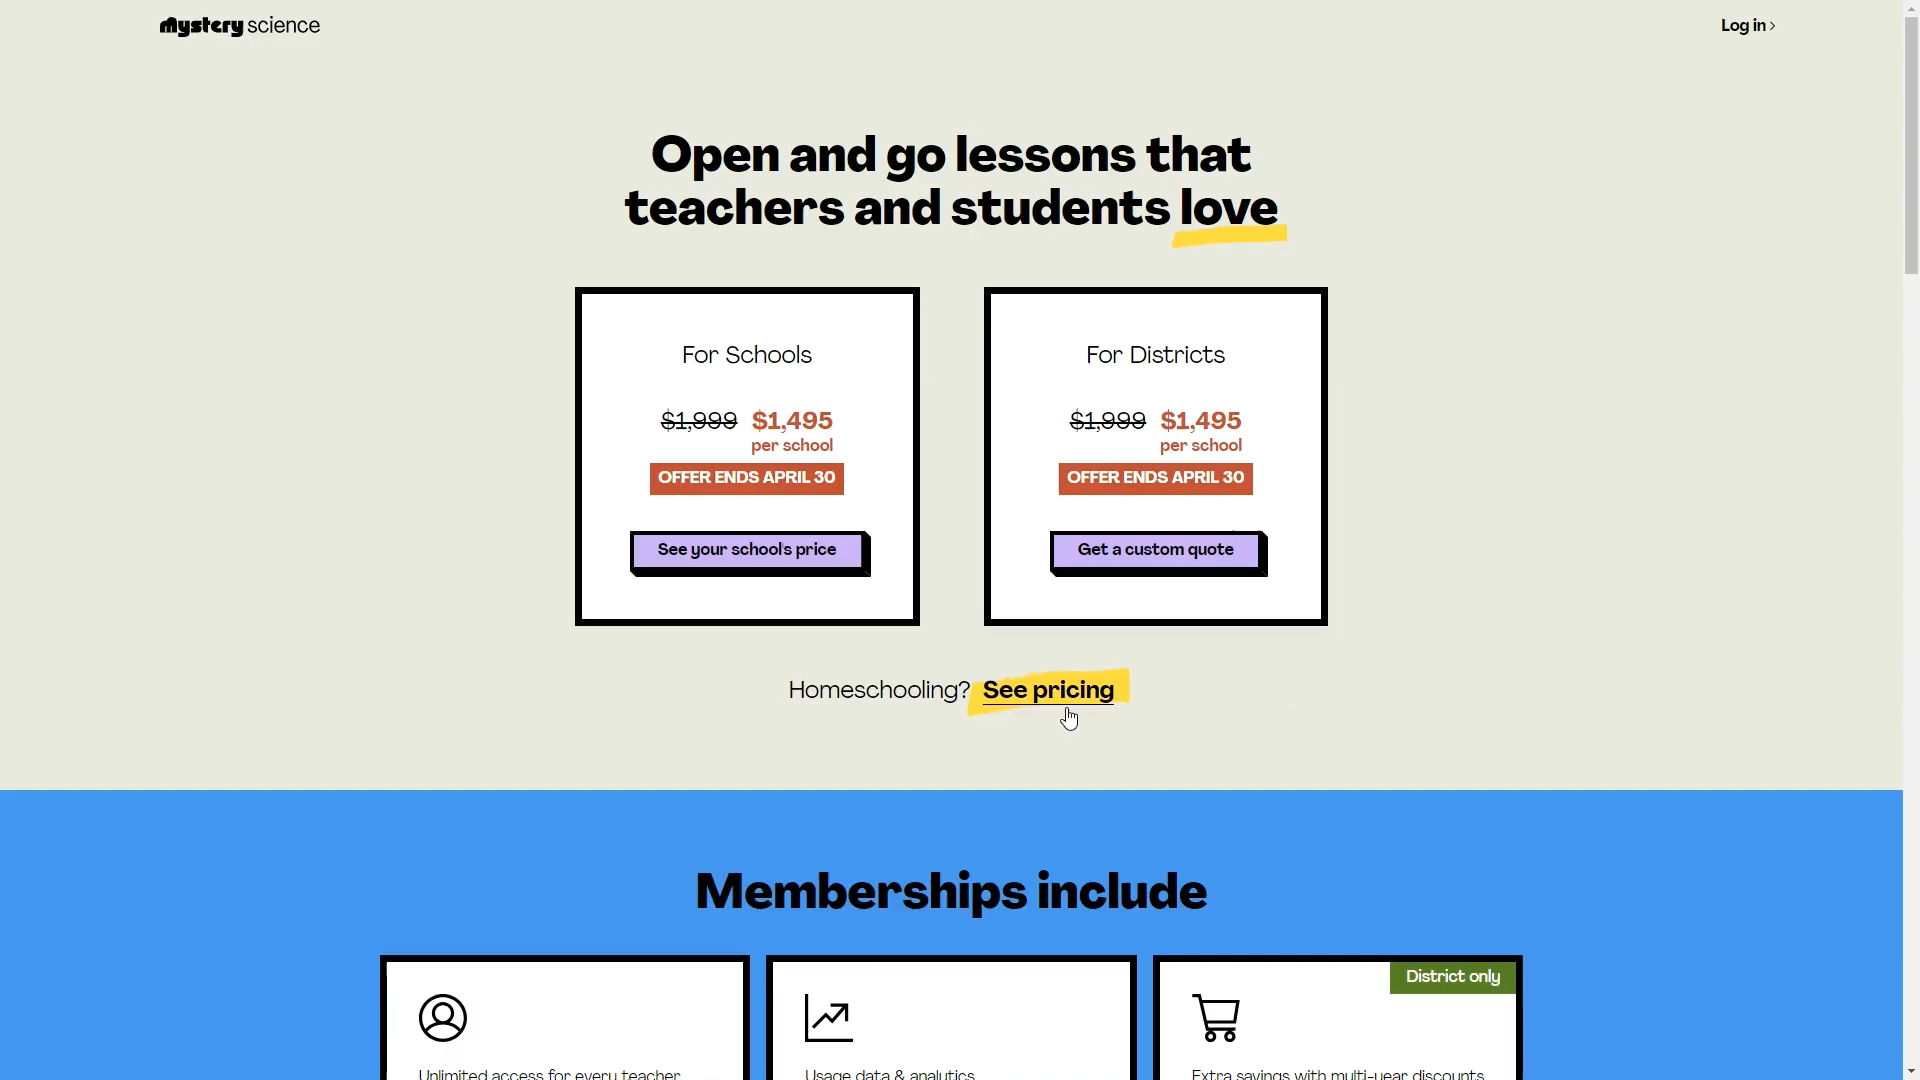 mystery science
Log in
Open and go lessons that
teachers and students love
For Schools
$1,999 $1,495
per school
OFFER ENDS APRIL 30
See your school's price
For Districts
$1,999 $1,495
per school
OFFER ENDS APRIL 30
Get a custom quote
Homeschooling? See pricing
Memberships include
Unlimited access for every teacher
Usage data & analytics
District only
Extra savings with multi-year discounts